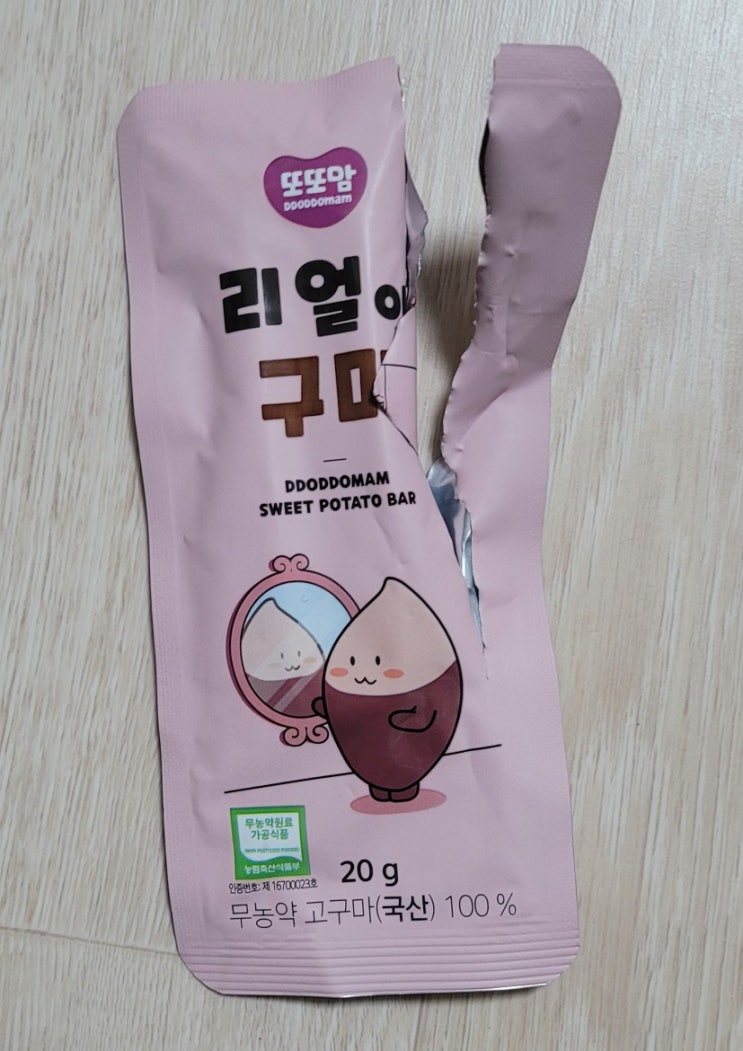 또또맘
DDODDOMAM
리얼
구마
DDODDOMAM
SWEET POTATO BAR
무농약원료
가공식품
(NON-PESTICIDE FOODS)
농림축산식품부
인증번호: 제 16700023호
20 g
무농약 고구마(국산) 100 %